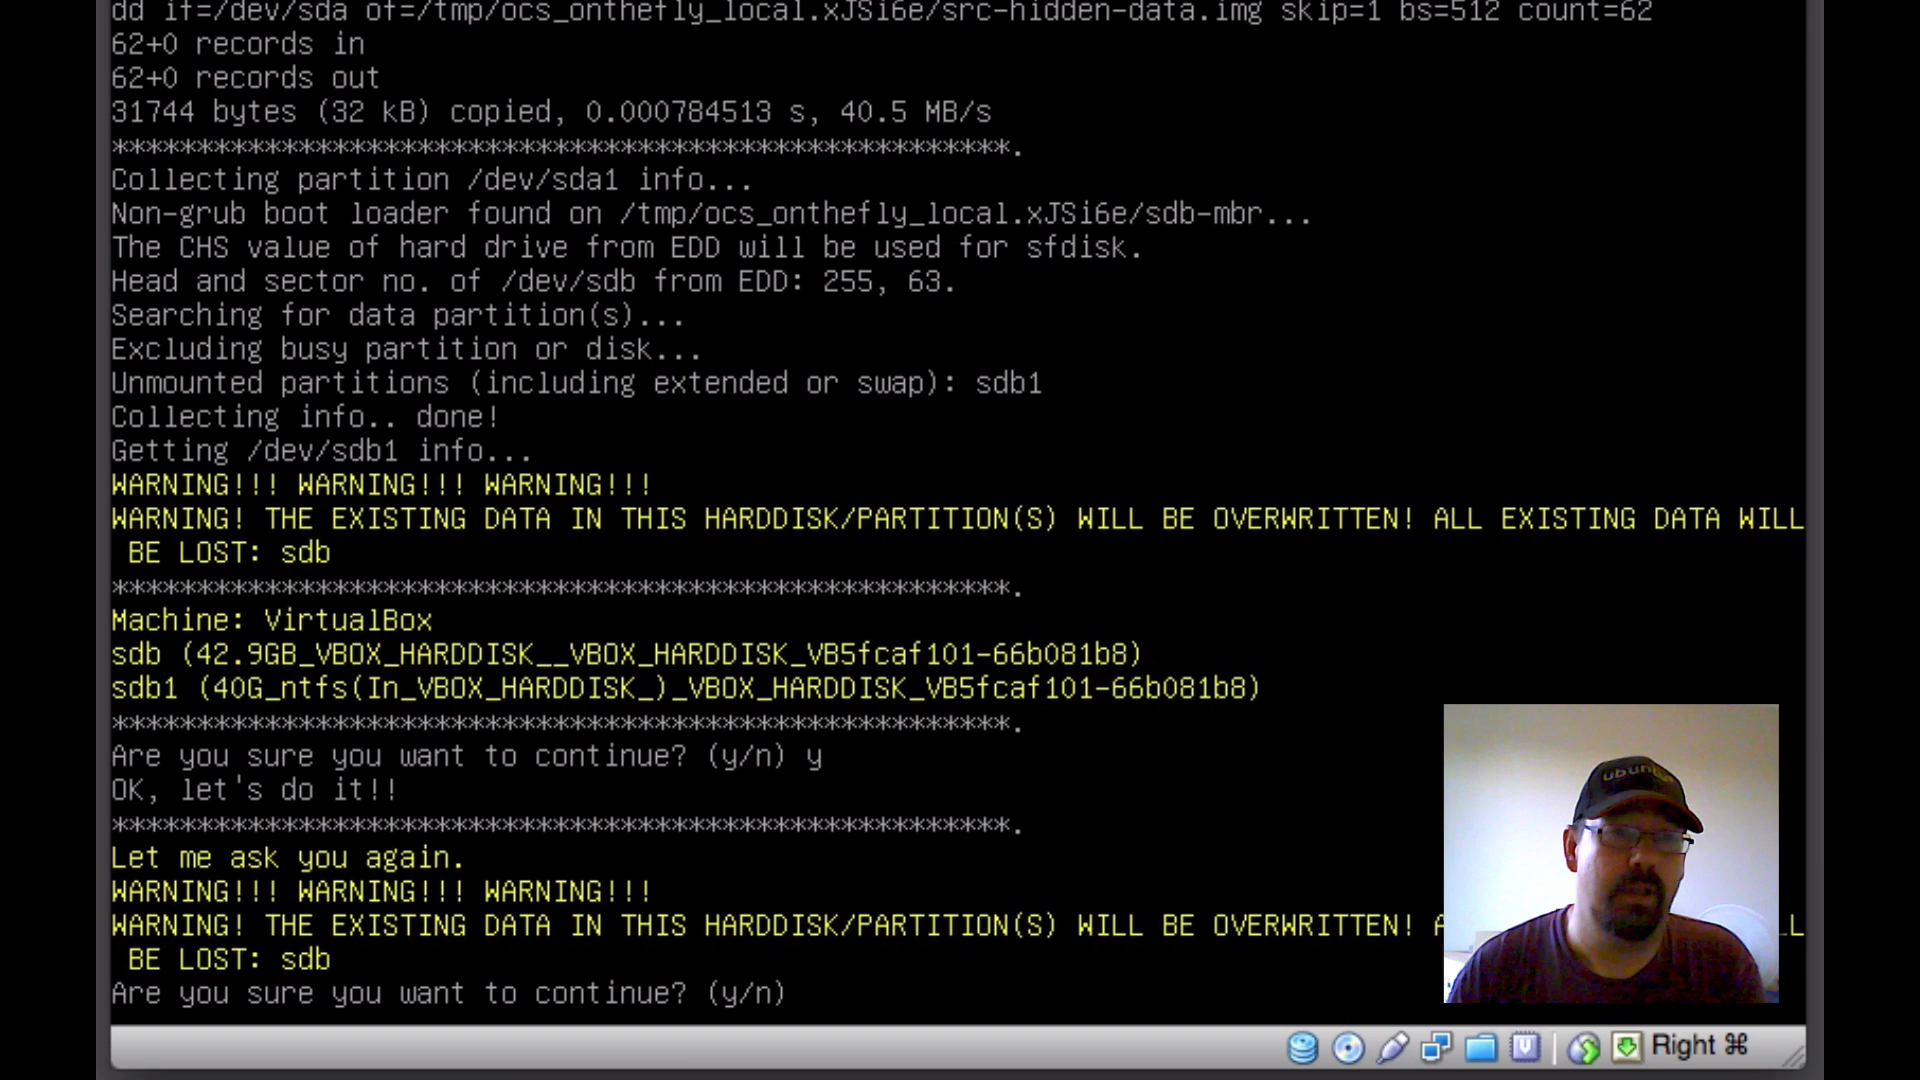 dd if=/dev/sda of=/tmp/ocs_onthefly_local.xJSi6e/src-hidden-data.img skip=1 bs=512 count=62
62+0 records in
62+0 records out
31744 bytes (32 kB) copied, 0.000784513 s, 40.5 MB/s
*****************************************************.
Collecting partition /dev/sda1 info...
Non-grub boot loader found on /tmp/ocs_onthefly_local.xJSi6e/sdb-mbr...
The CHS value of hard drive from EDD will be used for sfdisk.
Head and sector no. of /dev/sdb from EDD: 255, 63.
Searching for data partition(s)...
Excluding busy partition or disk...
Unmounted partitions (including extended or swap): sdb1
Collecting info.. done!
Getting /dev/sdb1 info...
WARNING!!! WARNING!!! WARNING!!!
WARNING! THE EXISTING DATA IN THIS HARDDISK/PARTITION(S) WILL BE OVERWRITTEN! ALL EXISTING DATA WILL
BE LOST: sdb
*****************************************************.
Machine: VirtualBox
sdb (42.9GB_VBOX_HARDDISK__VBOX_HARDDISK_VB5fcaf101-66b081b8)
sdb1 (40G_ntfs(In_VBOX_HARDDISK_)_VBOX_HARDDISK_VB5fcaf101-66b081b8)
*****************************************************.
Are you sure you want to continue? (y/n) y
OK, let's do it!!
*****************************************************.
Let me ask you again.
WARNING!!! WARNING!!! WARNING!!!
WARNING! THE EXISTING DATA IN THIS HARDDISK/PARTITION(S) WILL BE OVERWRITTEN!
BE LOST: sdb
Are you sure you want to continue? (y/n)
ubuntu
Right ⌘